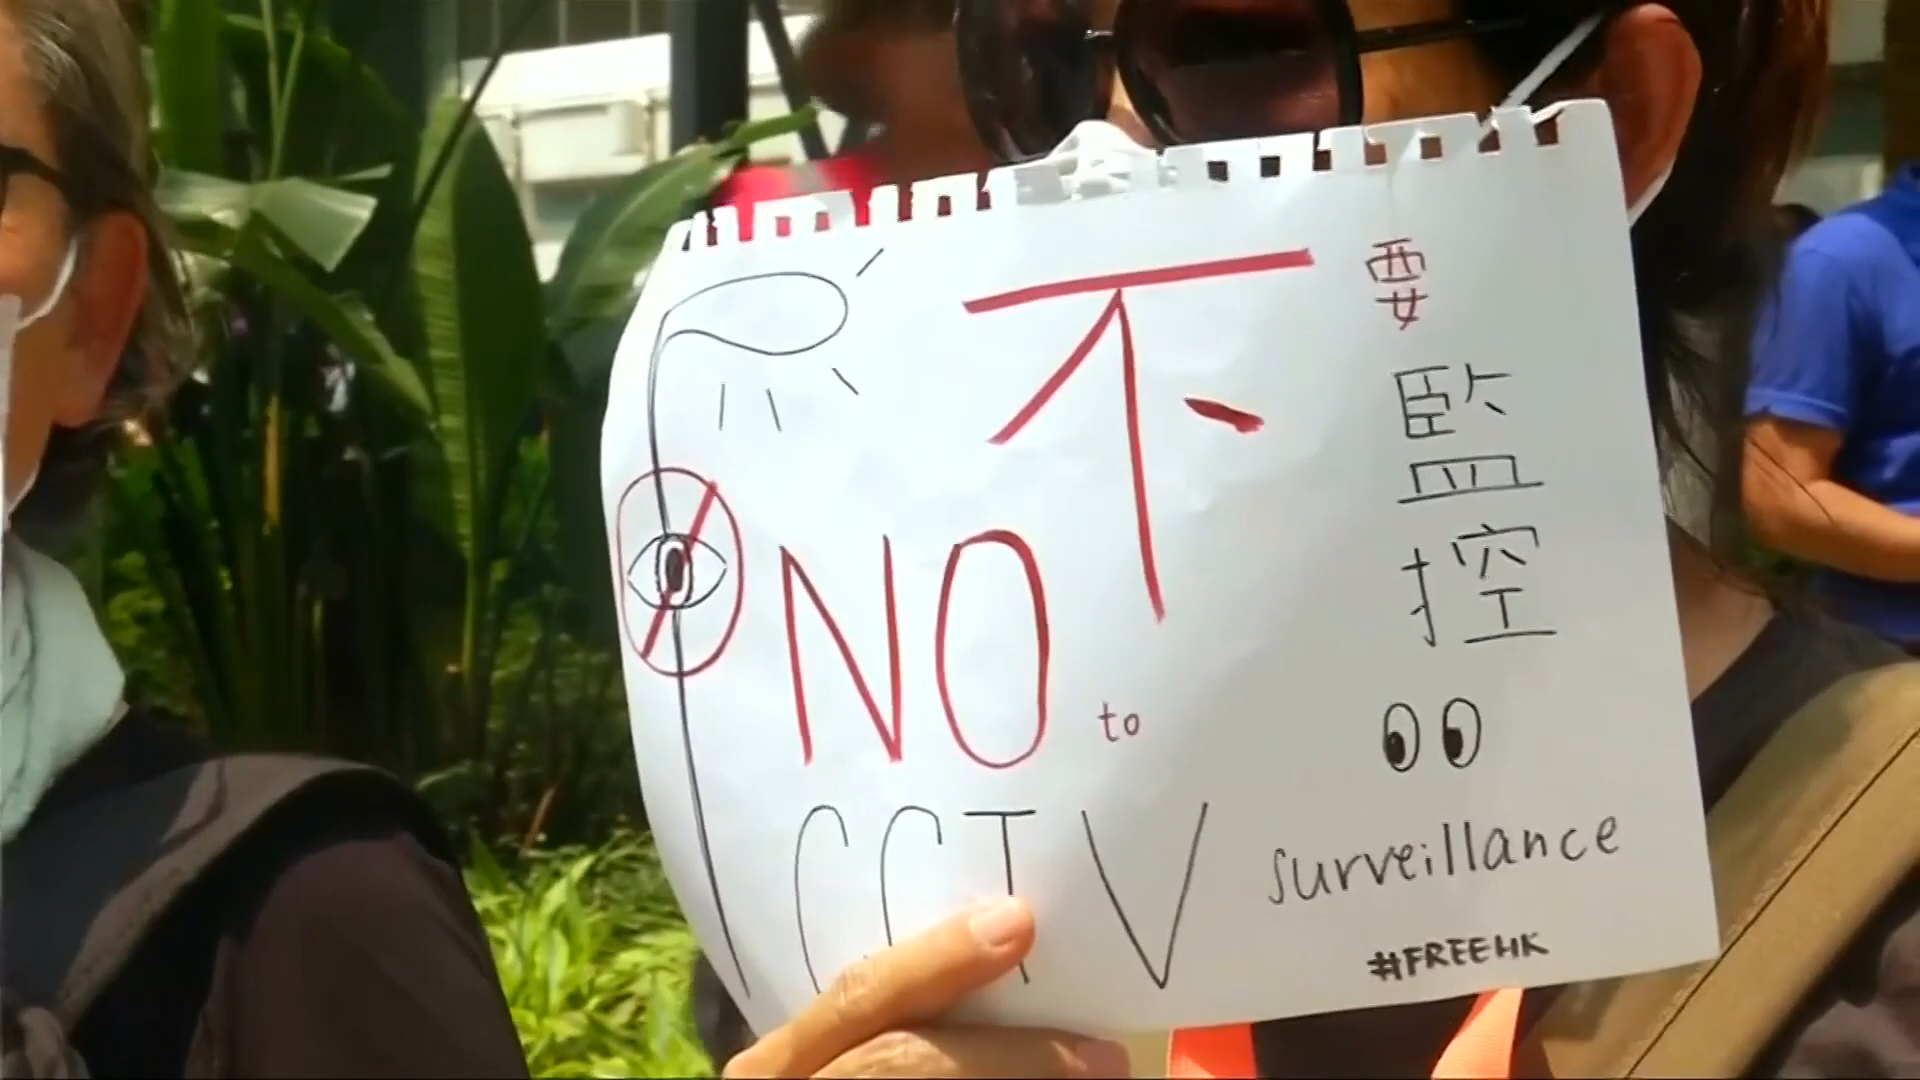 不要監控
NO to
CCTV surveillance
#FREEHK